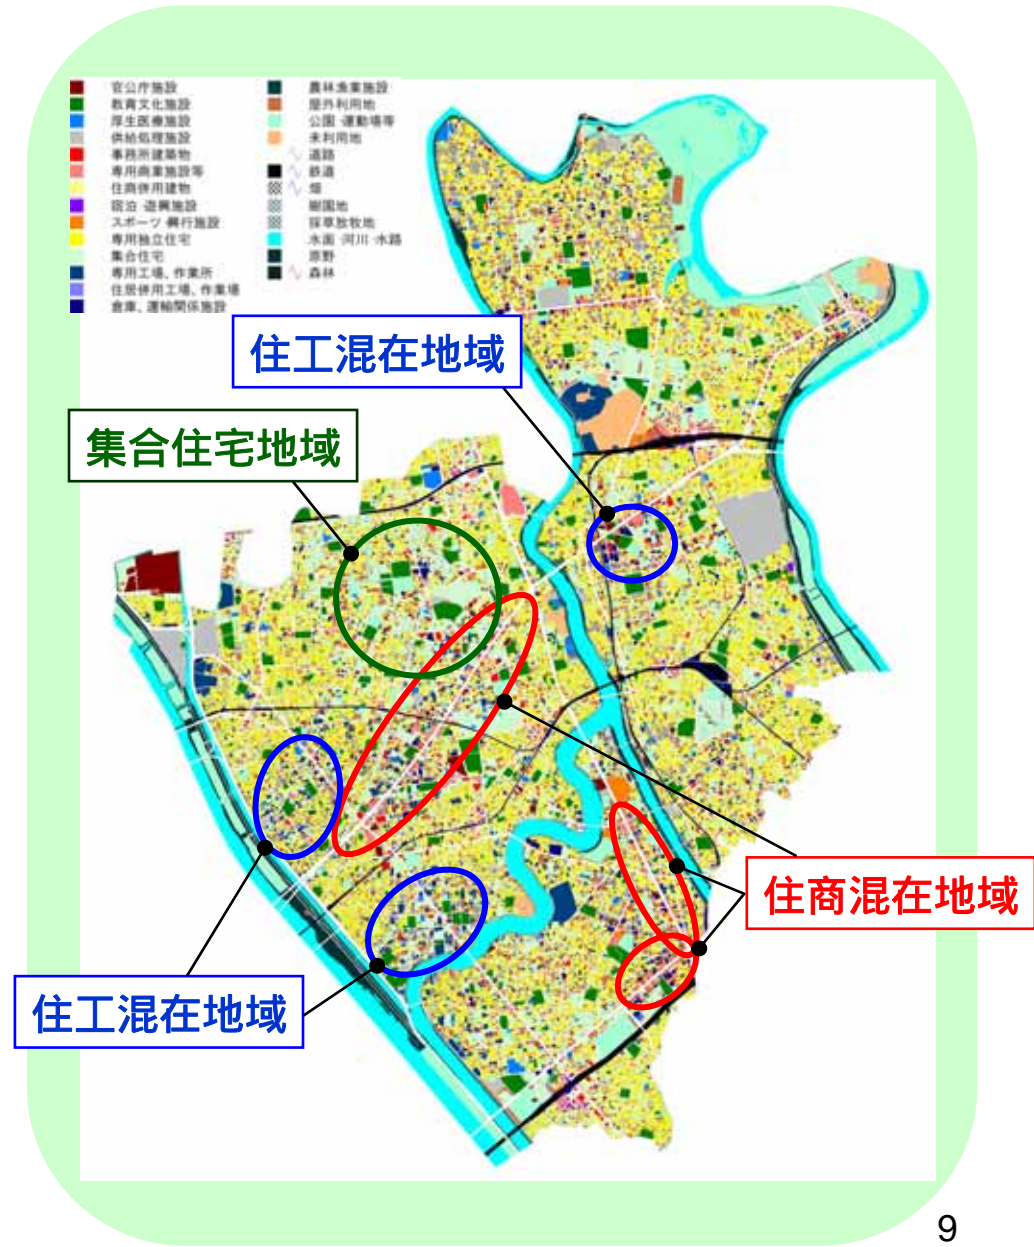 官公庁施設
教育文化施設
厚生医療施設
供給処理施設
事務所建築物
専用商業施設等
住商併用建物
宿泊・遊興施設
スポーツ・興行施設
専用独立住宅
集合住宅
専用工場、作業所
住居併用工場、作業場
倉庫、運輸関係施設
農林漁業施設
屋外利用地
公園・運動場等
未利用地
道路
鉄道
畑
樹園地
採草放牧地
水面・河川・水路
原野
森林
住工混在地域
集合住宅地域
住商混在地域
住工混在地域
9